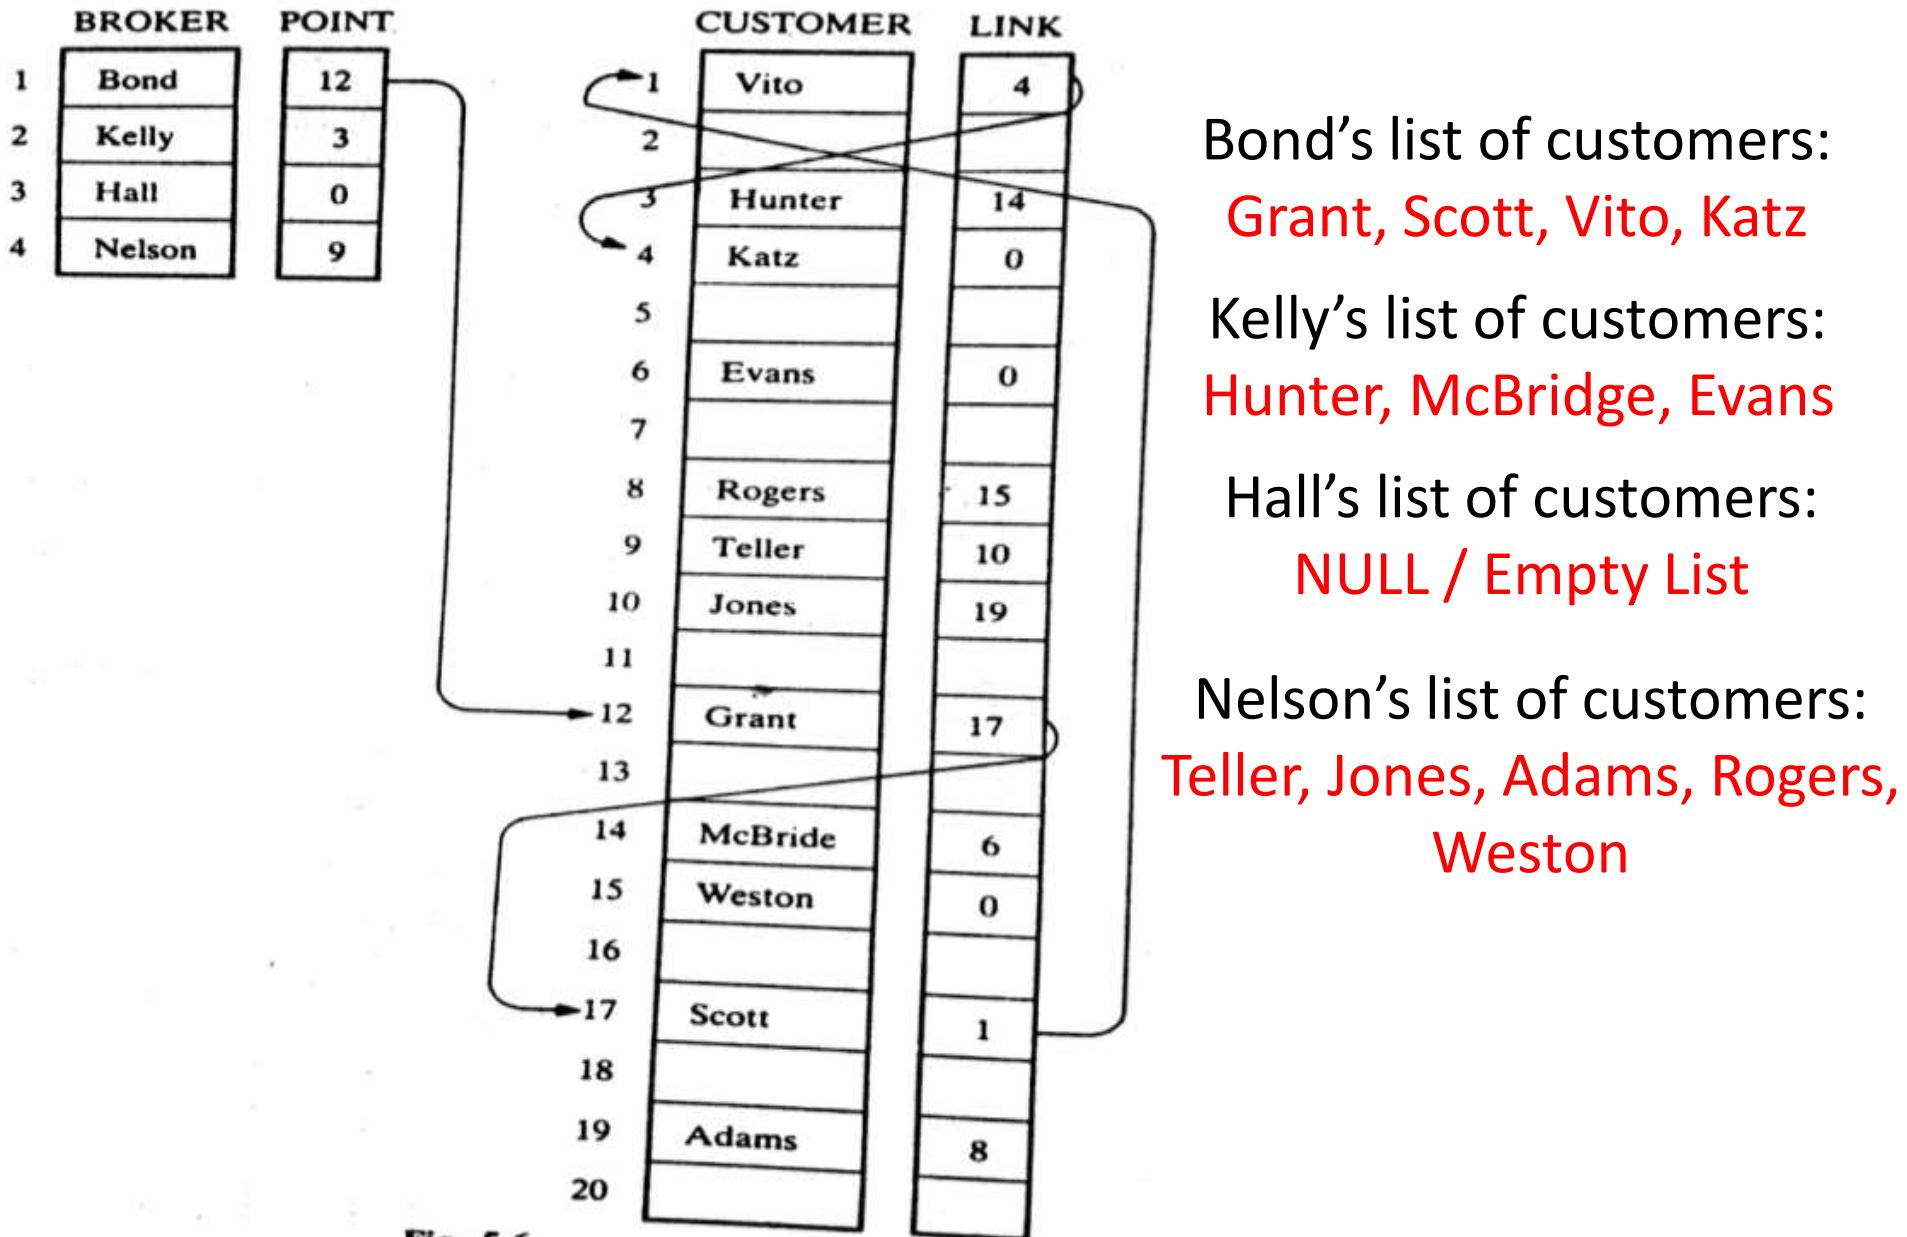 BROKER POINT
1 Bond 12
2 Kelly 3
3 Hall 0
4 Nelson 9
CUSTOMER LINK
1 Vito 4
2
3 Hunter 14
4 Katz 0
5
6 Evans 0
7
8 Rogers 15
9 Teller 10
10 Jones 19
11
12 Grant 17
13
14 McBride 6
15 Weston 0
16
17 Scott 1
18
19 Adams 8
20
Bond’s list of customers:
Grant, Scott, Vito, Katz
Kelly’s list of customers:
Hunter, McBridge, Evans
Hall’s list of customers:
NULL / Empty List
Nelson’s list of customers:
Teller, Jones, Adams, Rogers,
Weston